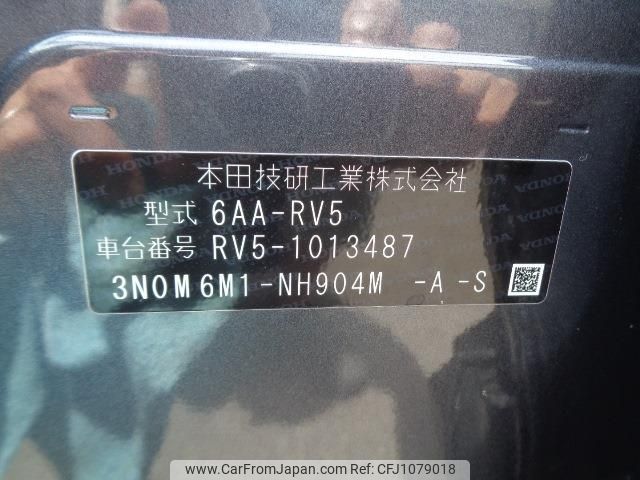 本田技研工業株式会社
型式 6AA-RV5
車台番号 RV5-1013487
3N0M6M1-NH904M -A -S
www.CarFromJapan.com REF:CFJ1079018